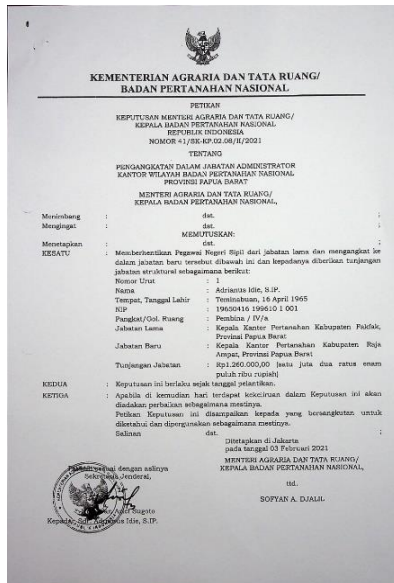 KEMENTERIAN AGRARIA DAN TATA RUANG/
BADAN PERTANAHAN NASIONAL
PETIKAN
KEPUTUSAN MENTERI AGRARIA DAN TATA RUANG/
KEPALA BADAN PERTANAHAN NASIONAL
REPUBLIK INDONESIA
NOMOR 41/SK-KP.02.08/II/2021
TENTANG
PENGANGKATAN DALAM JABATAN ADMINISTRATOR
KANTOR WILAYAH BADAN PERTANAHAN NASIONAL
PROVINSI PAPUA BARAT
MENTERI AGRARIA DAN TATA RUANG/
KEPALA BADAN PERTANAHAN NASIONAL,
Menimbang : dst. ;
Mengingat : dst. ;
MEMUTUSKAN:
Menetapkan : dst. ;
KESATU : Memberhentikan Pegawai Negeri Sipil dari jabatan lama dan mengangkat ke
dalam jabatan baru tersebut dibawah ini dan kepadanya diberikan tunjangan
jabatan struktural sebagaimana berikut:
Nomor Urut : 1
Nama : Adrianus Idie, S.IP.
Tempat, Tanggal Lahir : Teminabuan, 16 April 1965
NIP : 19650416 199610 1 001
Pangkat/Gol. Ruang : Pembina / IV/a
Jabatan Lama : Kepala Kantor Pertanahan Kabupaten Fakfak,
Provinsi Papua Barat
Jabatan Baru : Kepala Kantor Pertanahan Kabupaten Raja
Ampat, Provinsi Papua Barat
Tunjangan Jabatan : Rp1.260.000,00 (satu juta dua ratus enam
puluh ribu rupiah)
KEDUA : Keputusan ini berlaku sejak tanggal pelantikan.
KETIGA : Apabila di kemudian hari terdapat kekeliruan dalam Keputusan ini akan
diadakan perbaikan sebagaimana mestinya.
Petikan Keputusan ini disampaikan kepada yang bersangkutan untuk
diketahui dan dipergunakan sebagaimana mestinya.
Salinan dst. ;
Ditetapkan di Jakarta
pada tanggal 03 Februari 2021
MENTERI AGRARIA DAN TATA RUANG/
KEPALA BADAN PERTANAHAN NASIONAL,
ttd.
SOFYAN A. DJALIL
sesuai dengan aslinya
Sekretaris Jenderal,
Sugoto
Kepada: Sdr. Adrianus Idie, S.IP.